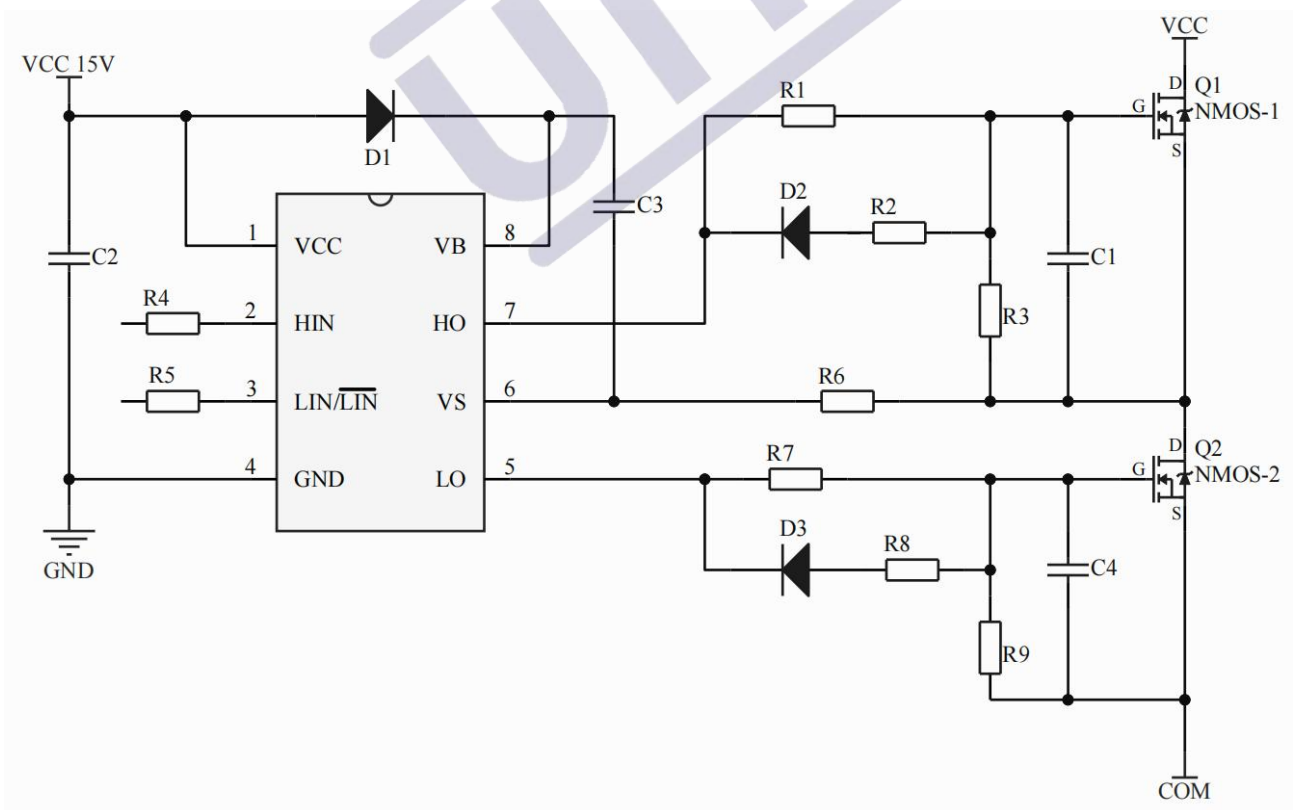 VCC
VCC 15V
R1
D
Q1
G
NMOS-1
S
D1
D2
R2
C3
1
VCC
VB
8
C2
C1
R4
2
HIN
HO
7
R3
R5
3
LIN/LIN
VS
6
R6
4
GND
LO
5
R7
D
Q2
G
NMOS-2
S
D3
R8
C4
GND
R9
COM